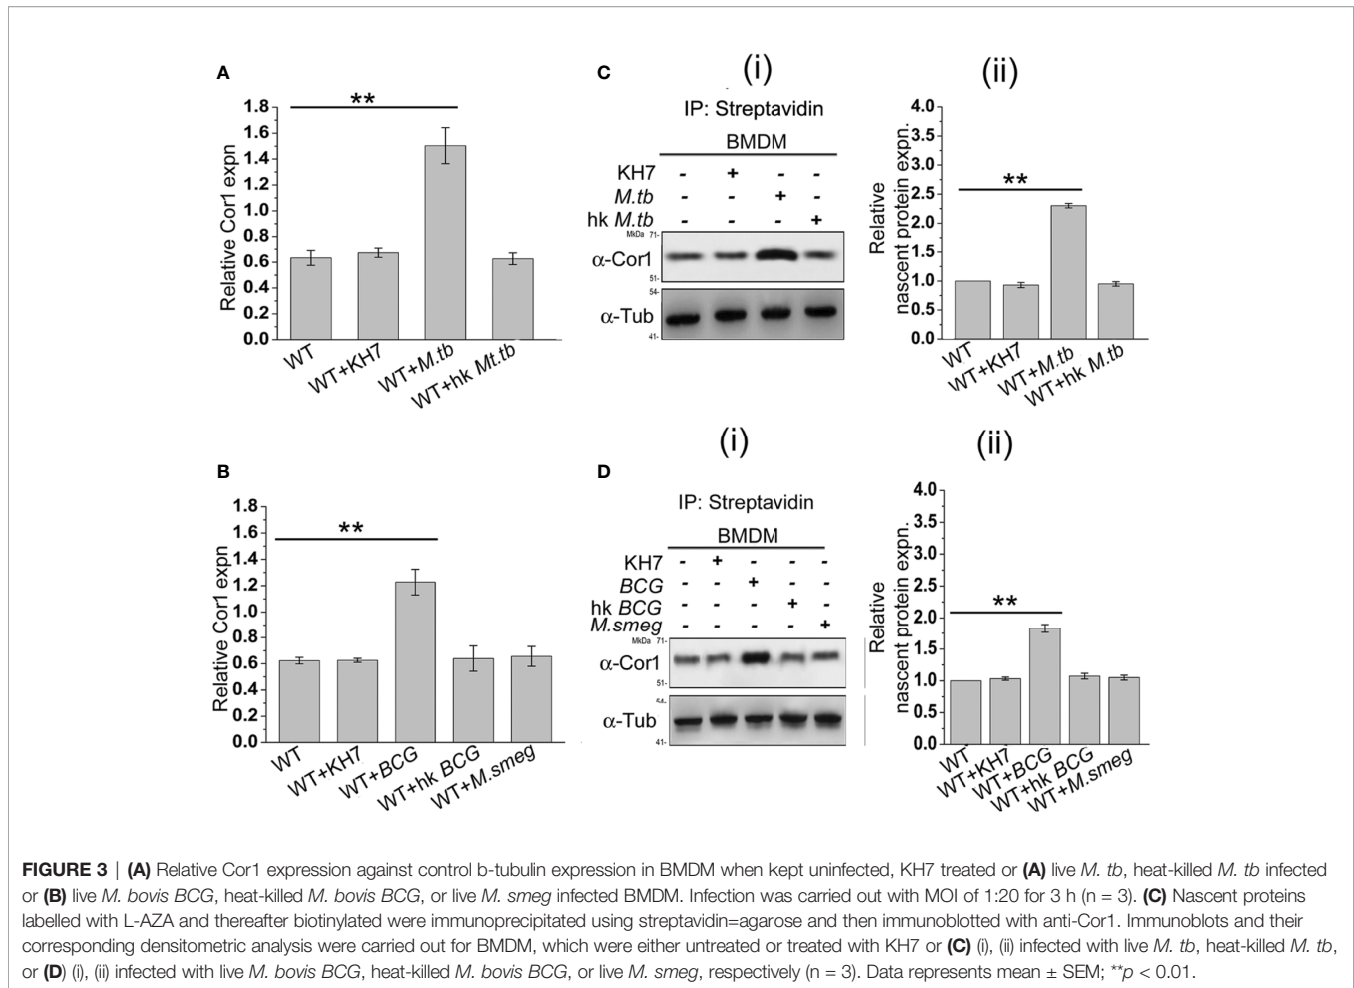 A
Relative Cor1 expn
1.8
1.6
1.4
1.2
1.0
0.8
0.6
0.4
0.2
0.0
**
WT
WT+KH7
WT+M.tb
WT+hk Mt.tb
C
(i)
IP: Streptavidin
BMDM
KH7 - + - -
M.tb - - + -
hk M.tb - - - +
MkDa 71-
α-Cor1
51-
54-
α-Tub
41-
(ii)
Relative
nascent protein expn.
4.0
3.5
3.0
2.5
2.0
1.5
1.0
0.5
0.0
**
WT
WT+KH7
WT+M.tb
WT+hk M.tb
B
Relative Cor1 expn
1.8
1.6
1.4
1.2
1.0
0.8
0.6
0.4
0.2
0.0
**
WT
WT+KH7
WT+BCG
WT+hk BCG
WT+M.smeg
D
(i)
IP: Streptavidin
BMDM
KH7 - + - - -
BCG - - + - -
hk BCG - - - + -
M.smeg - - - - +
MkDa 71-
α-Cor1
51-
54-
α-Tub
41-
(ii)
Relative
nascent protein expn.
4.0
3.5
3.0
2.5
2.0
1.5
1.0
0.5
0.0
**
WT
WT+KH7
WT+BCG
WT+hk BCG
WT+M.smeg
FIGURE 3 | (A) Relative Cor1 expression against control b-tubulin expression in BMDM when kept uninfected, KH7 treated or (A) live M. tb, heat-killed M. tb infected
or (B) live M. bovis BCG, heat-killed M. bovis BCG, or live M. smeg infected BMDM. Infection was carried out with MOI of 1:20 for 3 h (n = 3). (C) Nascent proteins
labelled with L-AZA and thereafter biotinylated were immunoprecipitated using streptavidin=agarose and then immunoblotted with anti-Cor1. Immunoblots and their
corresponding densitometric analysis were carried out for BMDM, which were either untreated or treated with KH7 or (C) (i), (ii) infected with live M. tb, heat-killed M. tb,
or (D) (i), (ii) infected with live M. bovis BCG, heat-killed M. bovis BCG, or live M. smeg, respectively (n = 3). Data represents mean ± SEM; **p < 0.01.